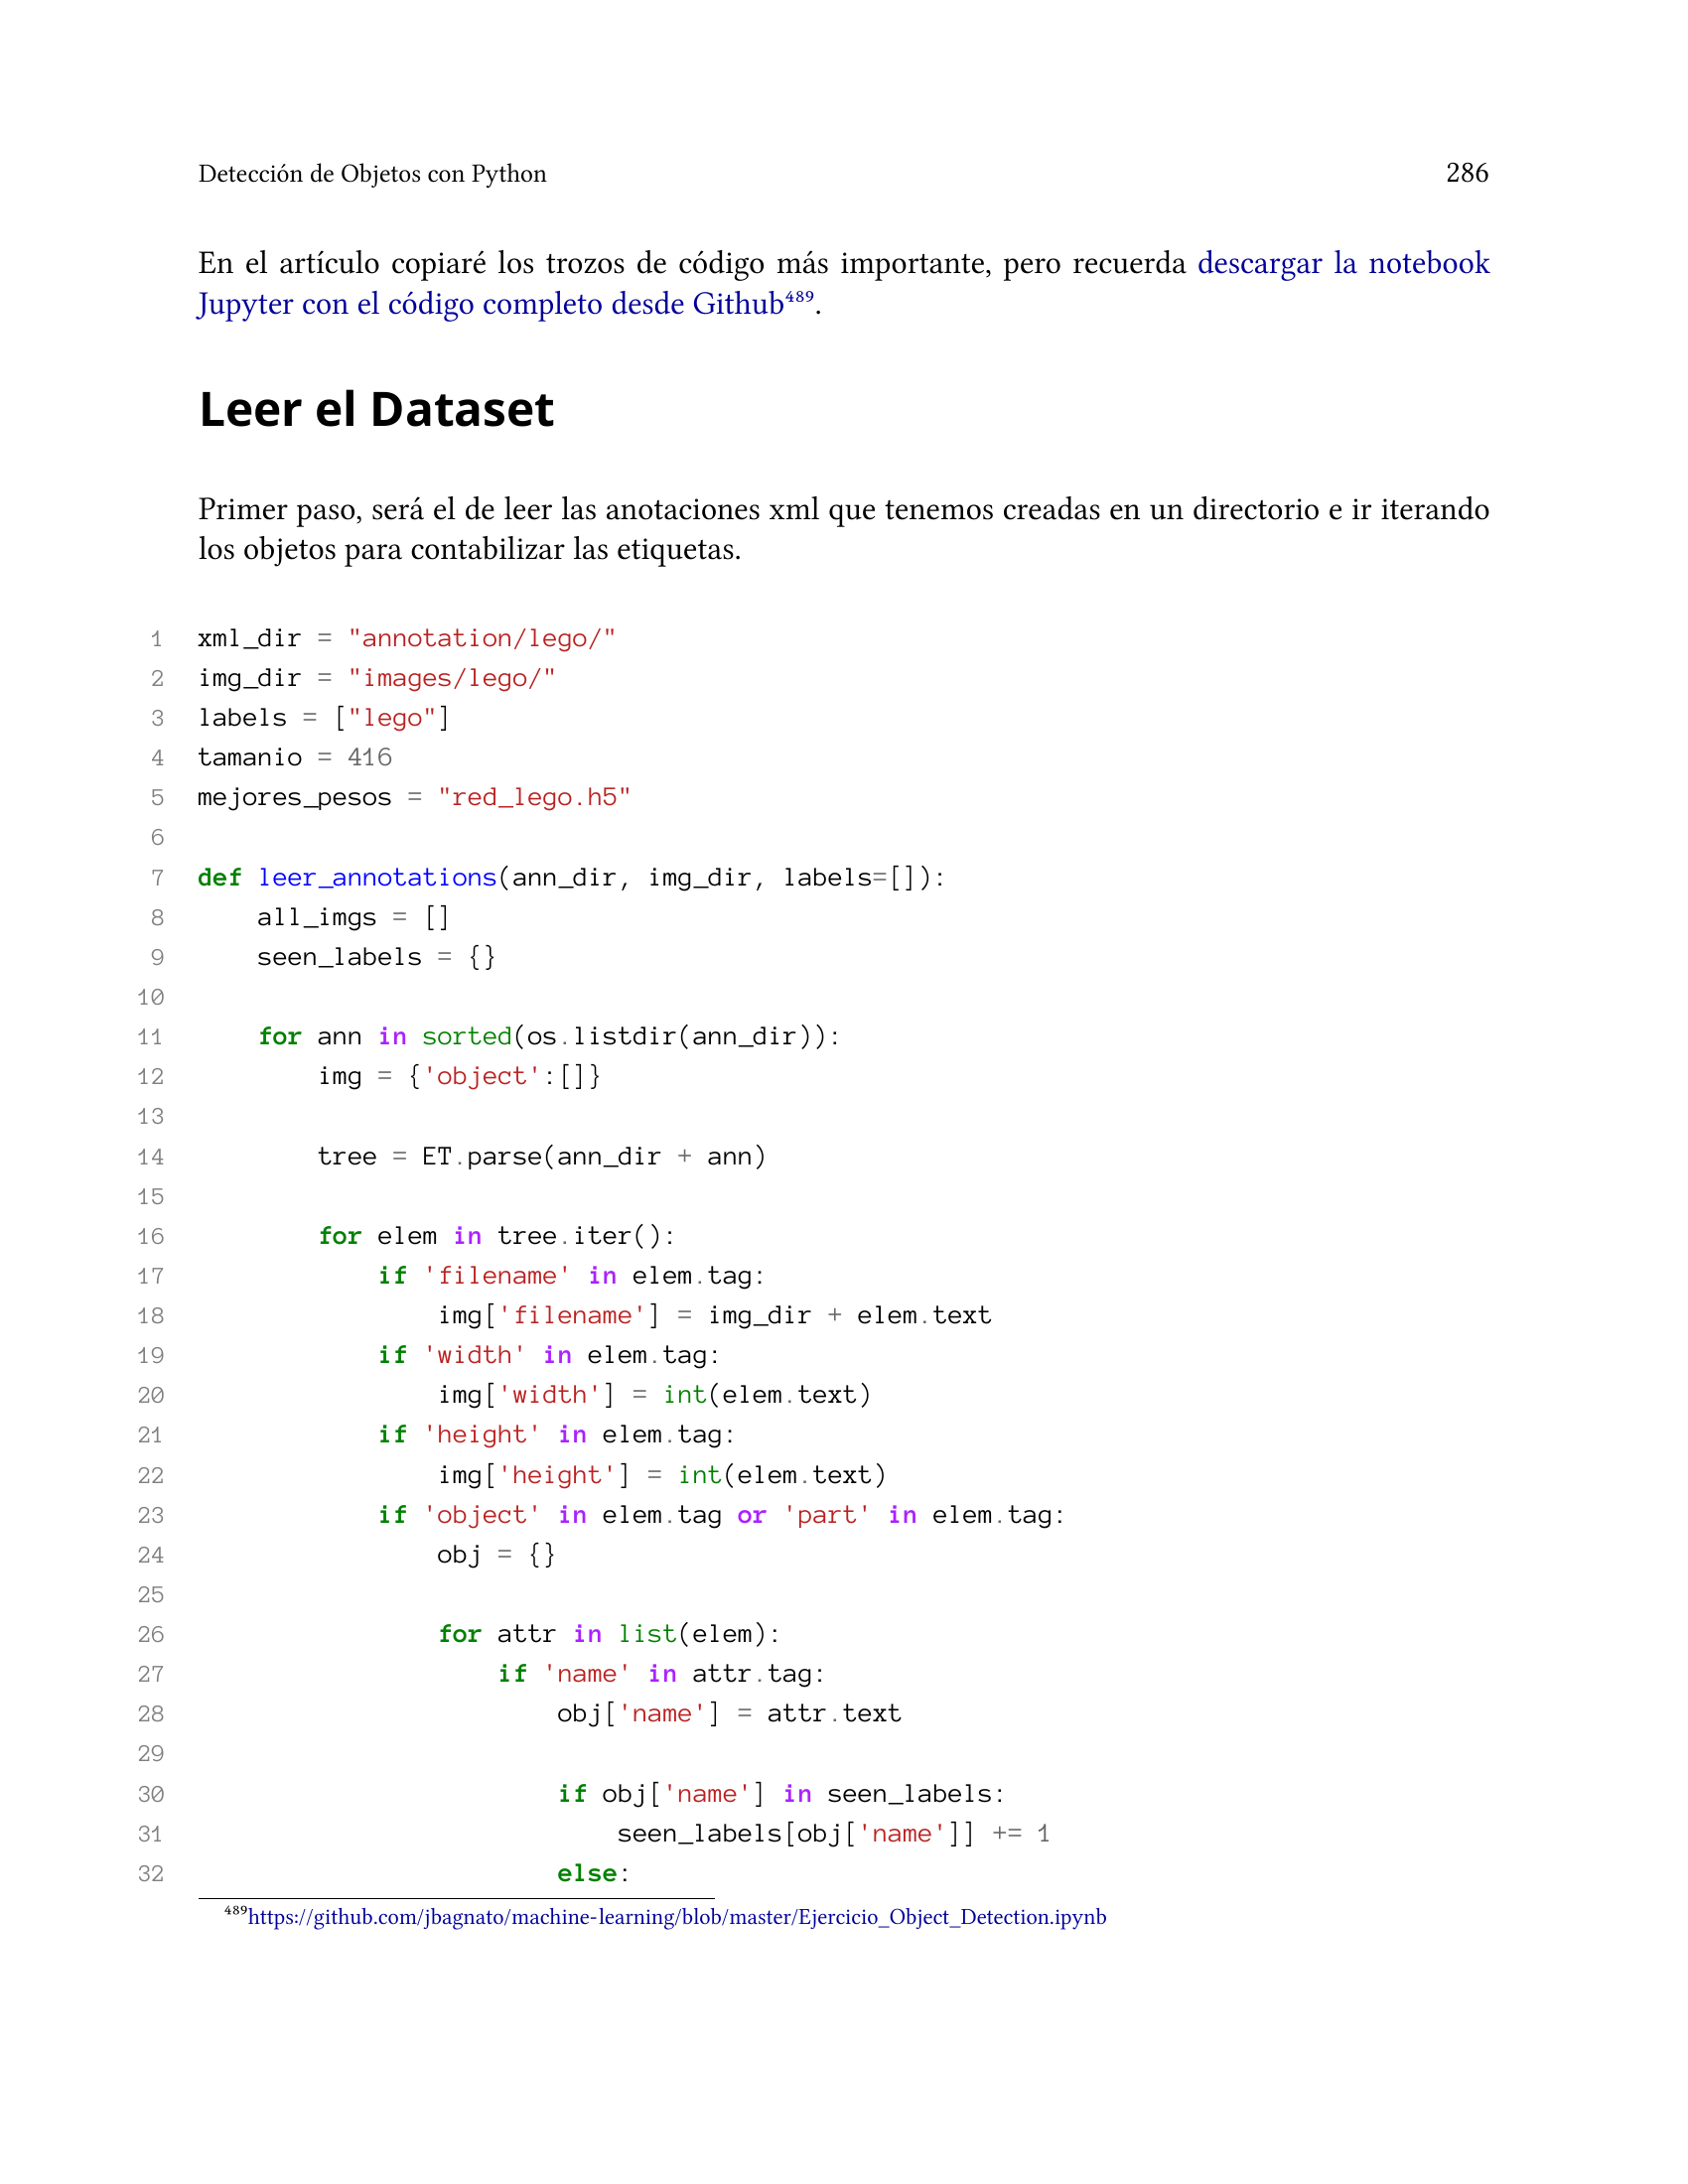 Detección de Objetos con Python 286
En el artículo copiaré los trozos de código más importante, pero recuerda descargar la notebook
Jupyter con el código completo desde Github⁴⁸⁹.
Leer el Dataset
Primer paso, será el de leer las anotaciones xml que tenemos creadas en un directorio e ir iterando
los objetos para contabilizar las etiquetas.
1 xml_dir = "annotation/lego/"
2 img_dir = "images/lego/"
3 labels = ["lego"]
4 tamanio = 416
5 mejores_pesos = "red_lego.h5"
6
7 def leer_annotations(ann_dir, img_dir, labels=[]):
8     all_imgs = []
9     seen_labels = {}
10
11     for ann in sorted(os.listdir(ann_dir)):
12         img = {'object':[]}
13
14         tree = ET.parse(ann_dir + ann)
15
16         for elem in tree.iter():
17             if 'filename' in elem.tag:
18                 img['filename'] = img_dir + elem.text
19             if 'width' in elem.tag:
20                 img['width'] = int(elem.text)
21             if 'height' in elem.tag:
22                 img['height'] = int(elem.text)
23             if 'object' in elem.tag or 'part' in elem.tag:
24                 obj = {}
25
26                 for attr in list(elem):
27                     if 'name' in attr.tag:
28                         obj['name'] = attr.text
29
30                         if obj['name'] in seen_labels:
31                             seen_labels[obj['name']] += 1
32                         else:
⁴⁸⁹https://github.com/jbagnato/machine-learning/blob/master/Ejercicio_Object_Detection.ipynb